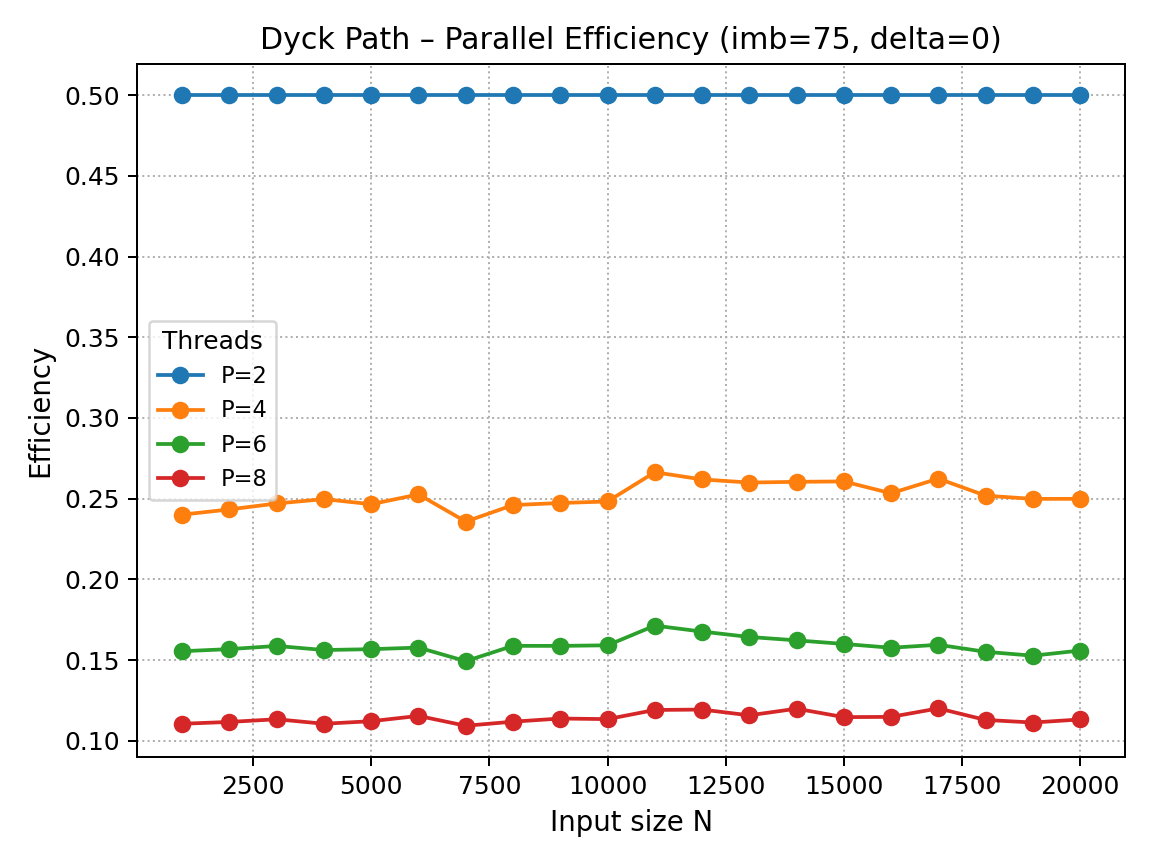 Dyck Path – Parallel Efficiency (imb=75, delta=0)
0.50
0.45
0.40
0.35
0.30
0.25
0.20
0.15
0.10
Efficiency
Threads
P=2
P=4
P=6
P=8
2500 5000 7500 10000 12500 15000 17500 20000
Input size N